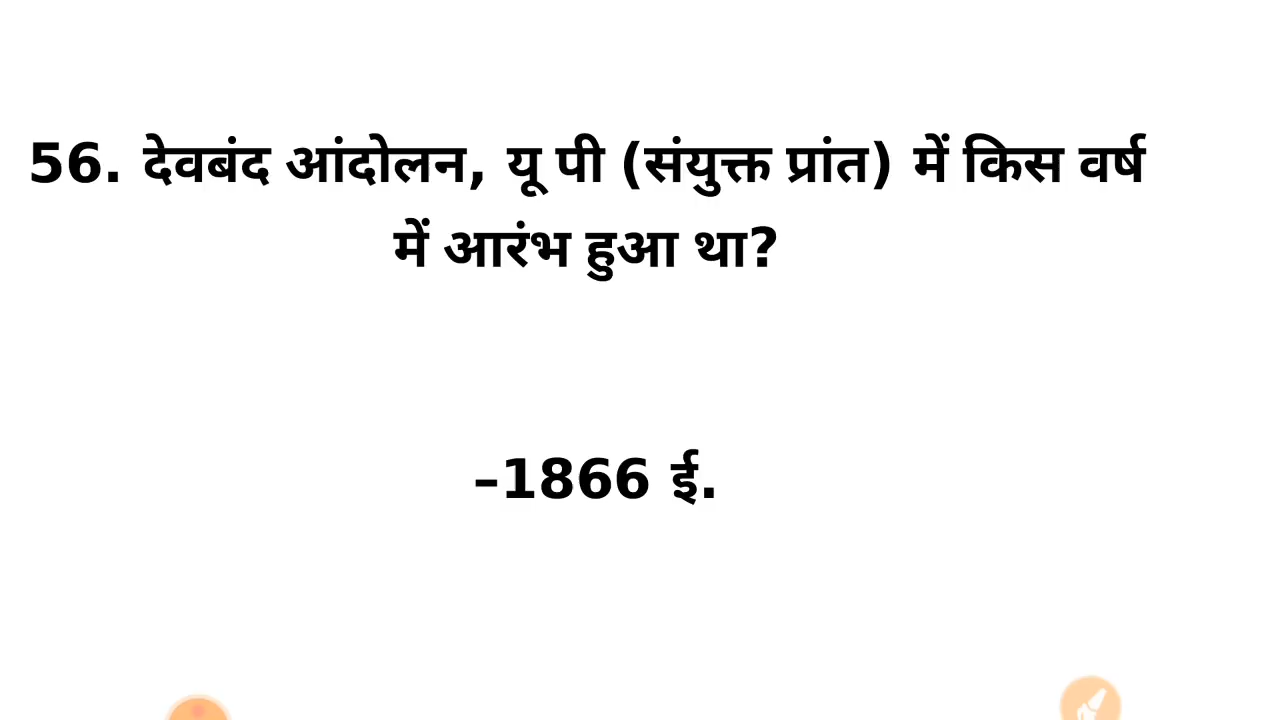 56. देवबंद आंदोलन, यू पी (संयुक्त प्रांत) में किस वर्ष
में आरंभ हुआ था?
–1866 ई.